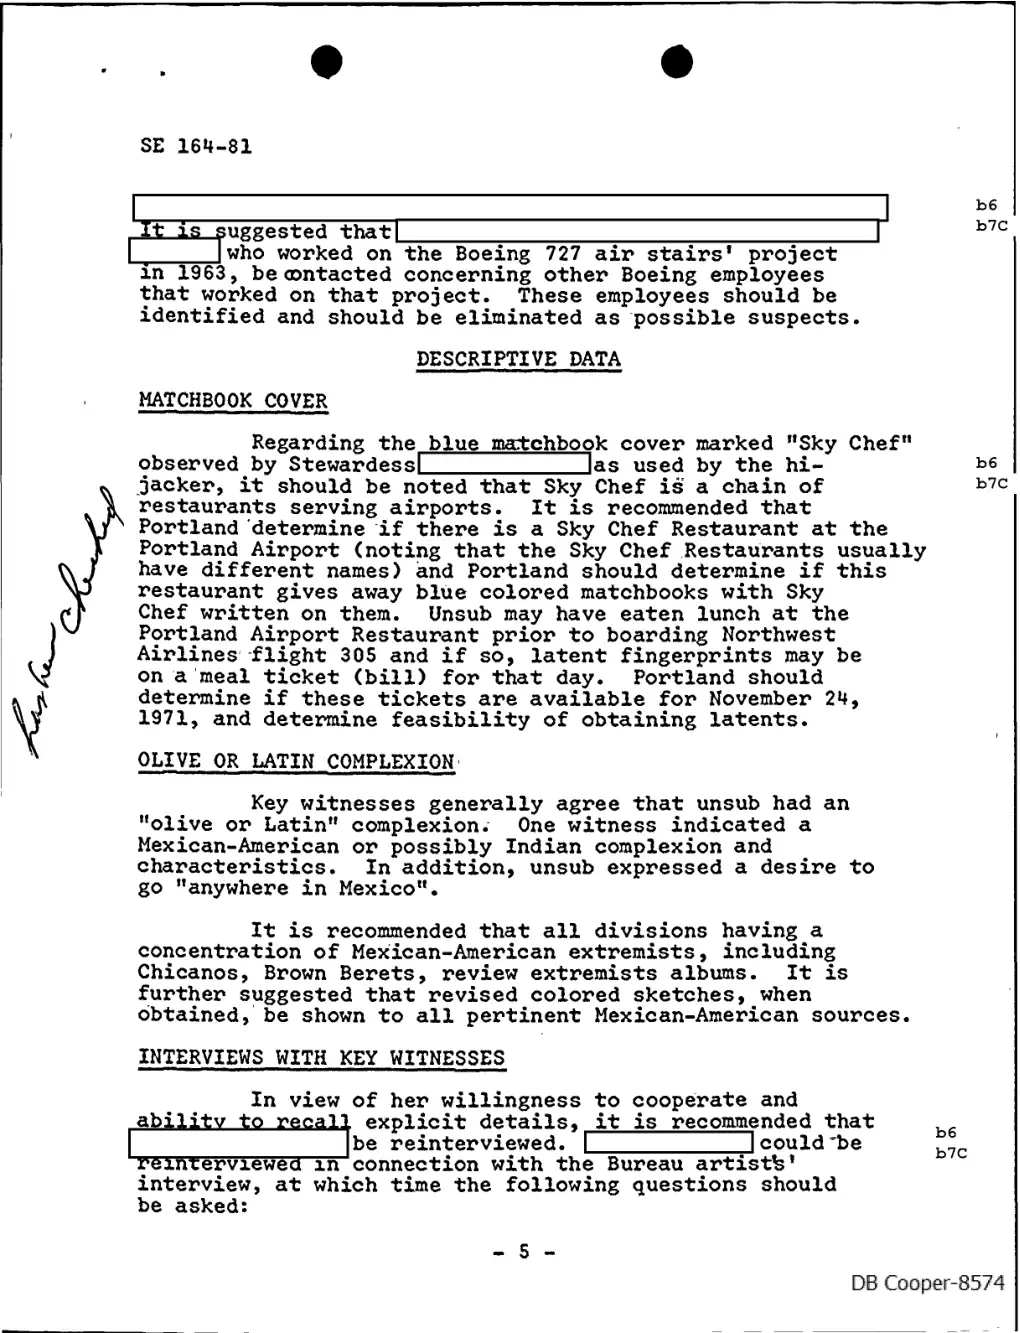 SE 164-81
b6
It is suggested that
b7C
who worked on the Boeing 727 air stairs' project
in 1963, be contacted concerning other Boeing employees
that worked on that project. These employees should be
identified and should be eliminated as possible suspects.
DESCRIPTIVE DATA
MATCHBOOK COVER
Regarding the blue matchbook cover marked "Sky Chef"
observed by Stewardess as used by the hi-
b6
jacker, it should be noted that Sky Chef is a chain of
b7C
restaurants serving airports. It is recommended that
Portland determine if there is a Sky Chef Restaurant at the
Portland Airport (noting that the Sky Chef Restaurants usually
have different names) and Portland should determine if this
restaurant gives away blue colored matchbooks with Sky
Chef written on them. Unsub may have eaten lunch at the
Portland Airport Restaurant prior to boarding Northwest
Airlines flight 305 and if so, latent fingerprints may be
on a meal ticket (bill) for that day. Portland should
determine if these tickets are available for November 24,
1971, and determine feasibility of obtaining latents.
has been checked
OLIVE OR LATIN COMPLEXION
Key witnesses generally agree that unsub had an
"olive or Latin" complexion. One witness indicated a
Mexican-American or possibly Indian complexion and
characteristics. In addition, unsub expressed a desire to
go "anywhere in Mexico".
It is recommended that all divisions having a
concentration of Mexican-American extremists, including
Chicanos, Brown Berets, review extremists albums. It is
further suggested that revised colored sketches, when
obtained, be shown to all pertinent Mexican-American sources.
INTERVIEWS WITH KEY WITNESSES
In view of her willingness to cooperate and
ability to recall explicit details, it is recommended that
b6
be reinterviewed. could be
b7C
reinterviewed in connection with the Bureau artists'
interview, at which time the following questions should
be asked:
- 5 -
DB Cooper-8574